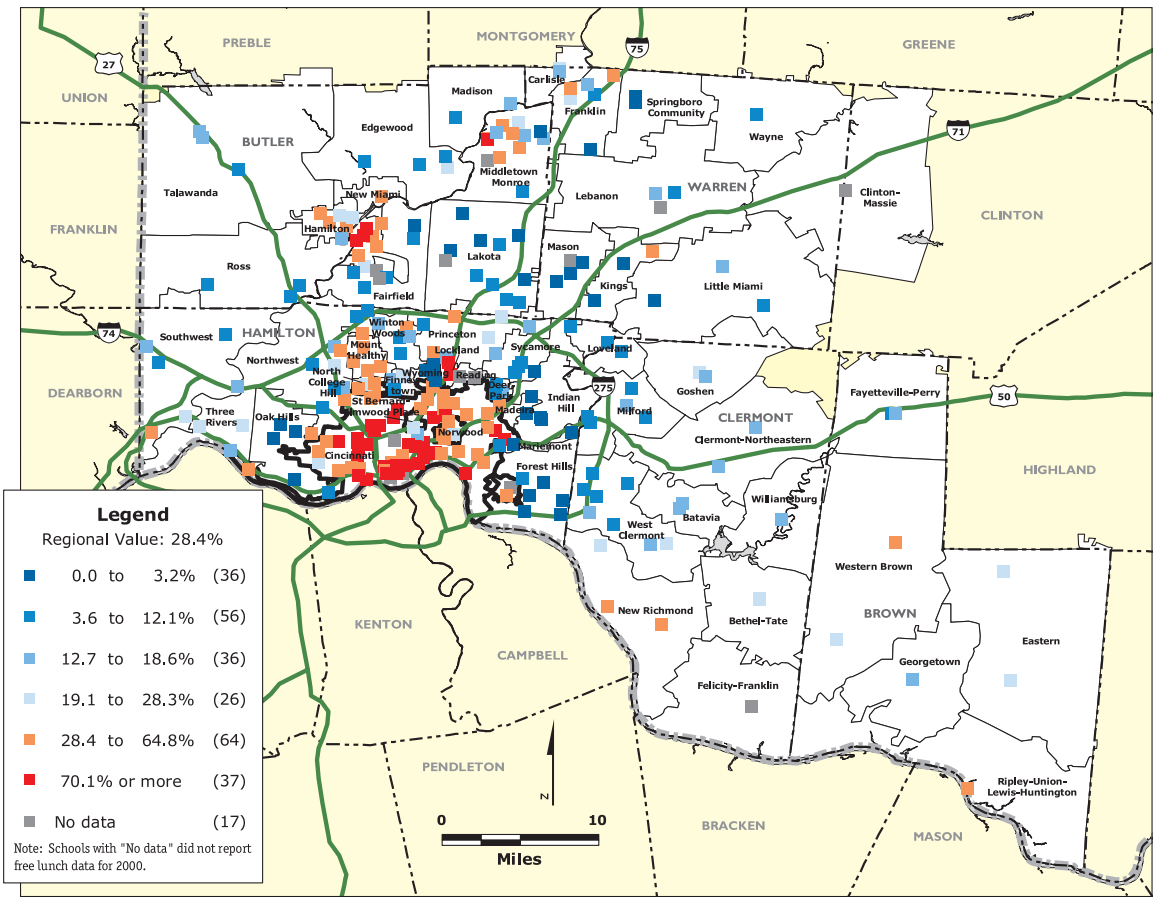 PREBLE
MONTGOMERY
GREENE
75
27
Carlisle
UNION
Madison
Springboro
Community
Franklin
Wayne
71
Edgewood
BUTLER
Middletown
Monroe
Talawanda
New Miami
Lebanon
WARREN
Clinton-
Massie
CLINTON
FRANKLIN
Hamilton
Ross
Lakota
Mason
Kings
Little Miami
Fairfield
74
Southwest
HAMILTON
Winton
Woods
Princeton
Sycamore
Loveland
Mount
Healthy
Lockland
Northwest
North
College
Hill
Wyoming
Reading
Finney-
town
Deer
Park
275
DEARBORN
Goshen
Fayetteville-Perry
50
Indian
Hill
St Bernard
Elmwood Place
Three
Rivers
Oak Hills
Madeira
Milford
CLERMONT
Norwood
Clermont-Northeastern
Mariemont
Cincinnati
Forest Hills
HIGHLAND
Williamsburg
Batavia
West
Clermont
Western Brown
New Richmond
Bethel-Tate
BROWN
Eastern
KENTON
CAMPBELL
Georgetown
Felicity-Franklin
PENDLETON
Ripley-Union-
Lewis-Huntington
BRACKEN
MASON
Legend
Regional Value: 28.4%
0.0 to 3.2% (36)
3.6 to 12.1% (56)
12.7 to 18.6% (36)
19.1 to 28.3% (26)
28.4 to 64.8% (64)
70.1% or more (37)
No data (17)
Note: Schools with "No data" did not report
free lunch data for 2000.
N
0 10
Miles